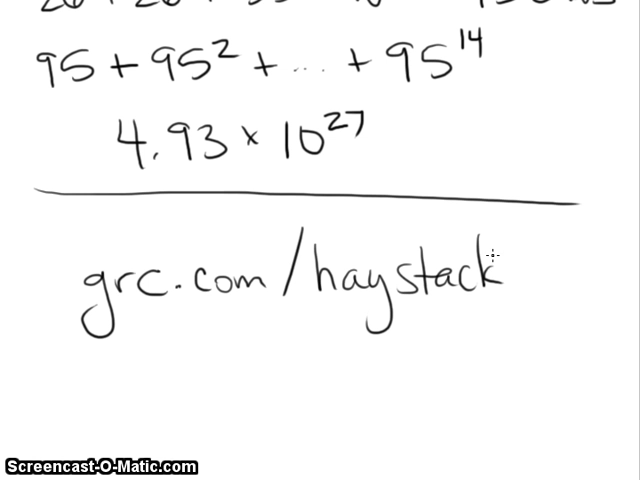 95 + 95² + ... + 95¹⁴
4.93 × 10²⁷
grc.com/haystack
Screencast-O-Matic.com